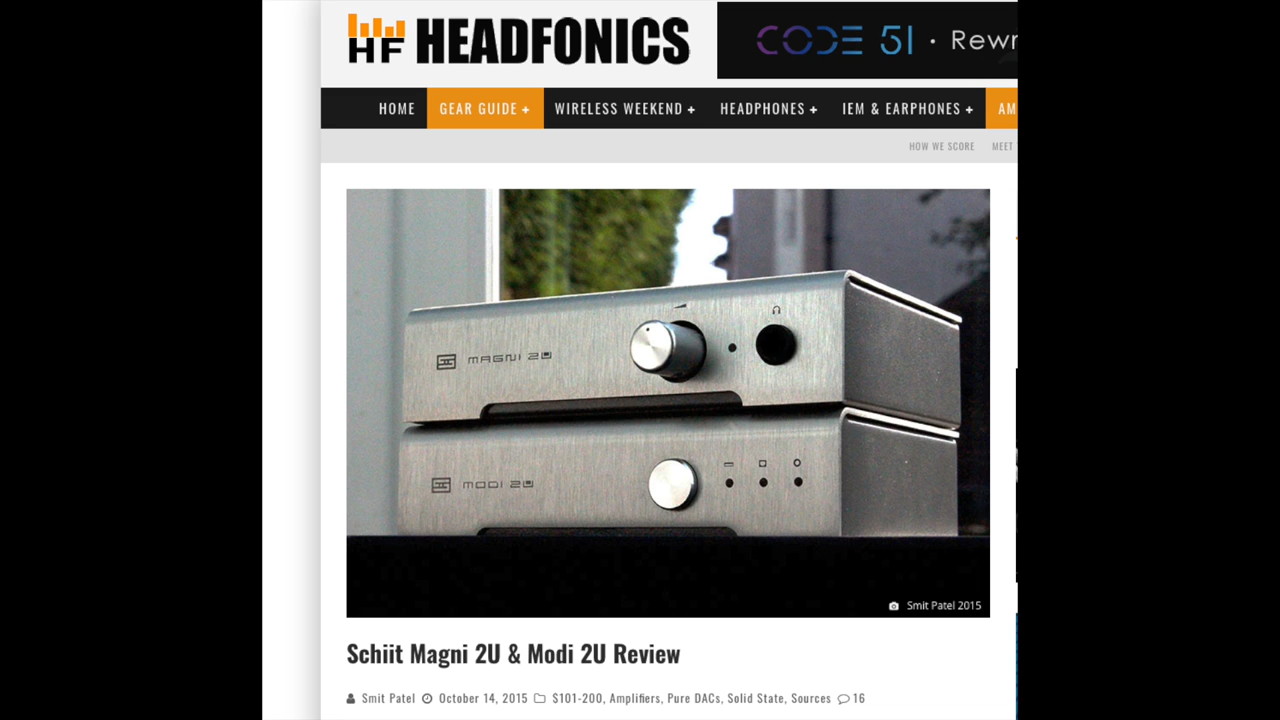 HF HEADFONICS
CODE 51 · Rewr
HOME GEAR GUIDE + WIRELESS WEEKEND + HEADPHONES + IEM & EARPHONES + AM
HOW WE SCORE MEET
MAGNI 2U
MODI 2U
Smit Patel 2015
Schiit Magni 2U & Modi 2U Review
Smit Patel October 14, 2015 $101-200, Amplifiers, Pure DACs, Solid State, Sources 16